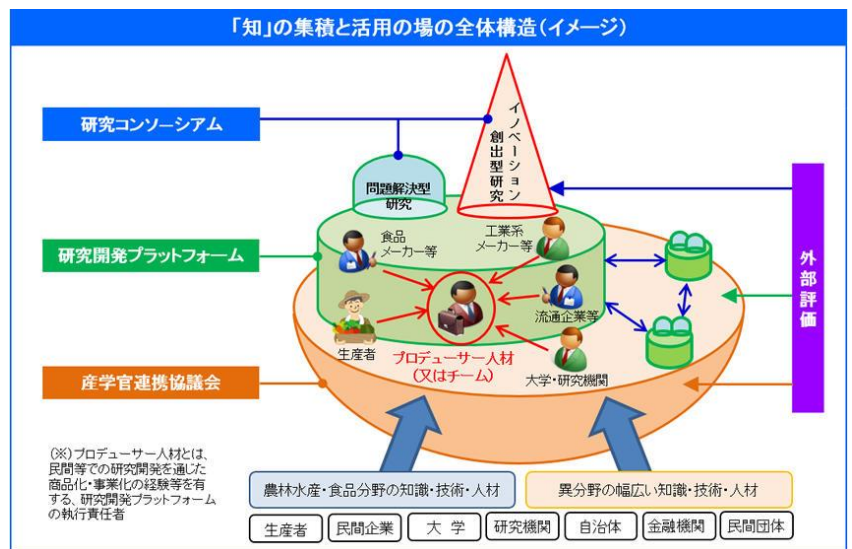 「知」の集積と活用の場の全体構造(イメージ)
研究コンソーシアム
イノベーション
創出型研究
問題解決型
研究
研究開発プラットフォーム
食品
メーカー等
工業系
メーカー等
流通企業等
生産者
プロデューサー人材
(又はチーム)
大学・研究機関
外部評価
産学官連携協議会
(※)プロデューサー人材とは、
民間等での研究開発を通じた
商品化・事業化の経験等を有
する、研究開発プラットフォーム
の執行責任者
農林水産・食品分野の知識・技術・人材
異分野の幅広い知識・技術・人材
生産者
民間企業
大 学
研究機関
自治体
金融機関
民間団体